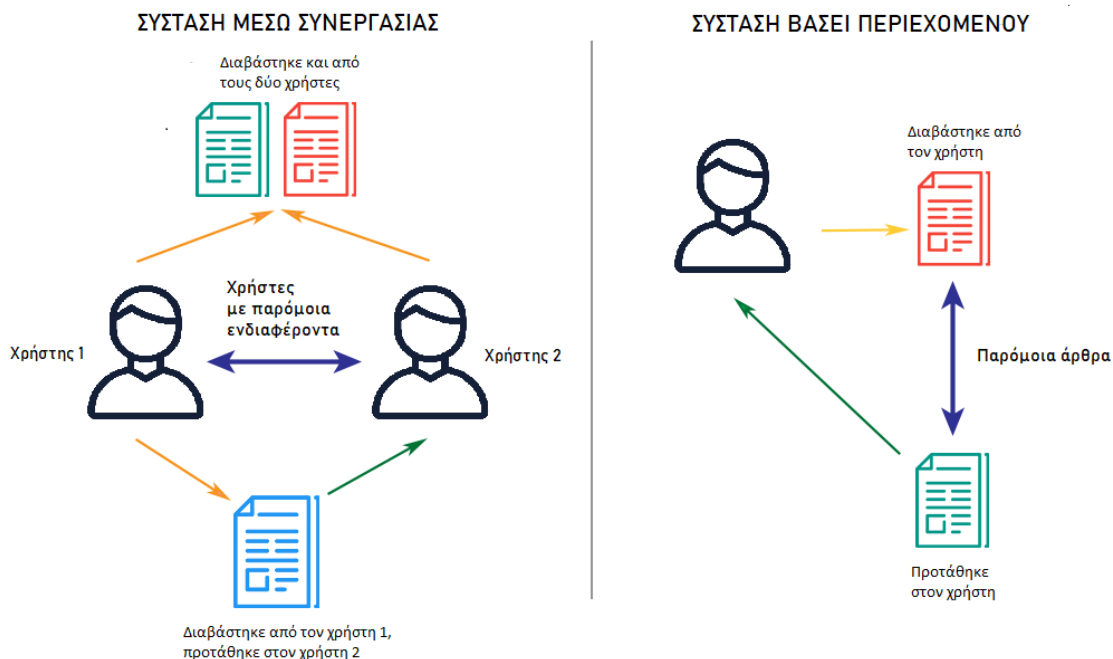 ΣΥΣΤΑΣΗ ΜΕΣΩ ΣΥΝΕΡΓΑΣΙΑΣ
Διαβάστηκε και από
τους δύο χρήστες
Χρήστες
με παρόμοια
ενδιαφέροντα
Χρήστης 1
Χρήστης 2
Διαβάστηκε από τον χρήστη 1,
προτάθηκε στον χρήστη 2
ΣΥΣΤΑΣΗ ΒΑΣΕΙ ΠΕΡΙΕΧΟΜΕΝΟΥ
Διαβάστηκε από
τον χρήστη
Παρόμοια άρθρα
Προτάθηκε
στον χρήστη